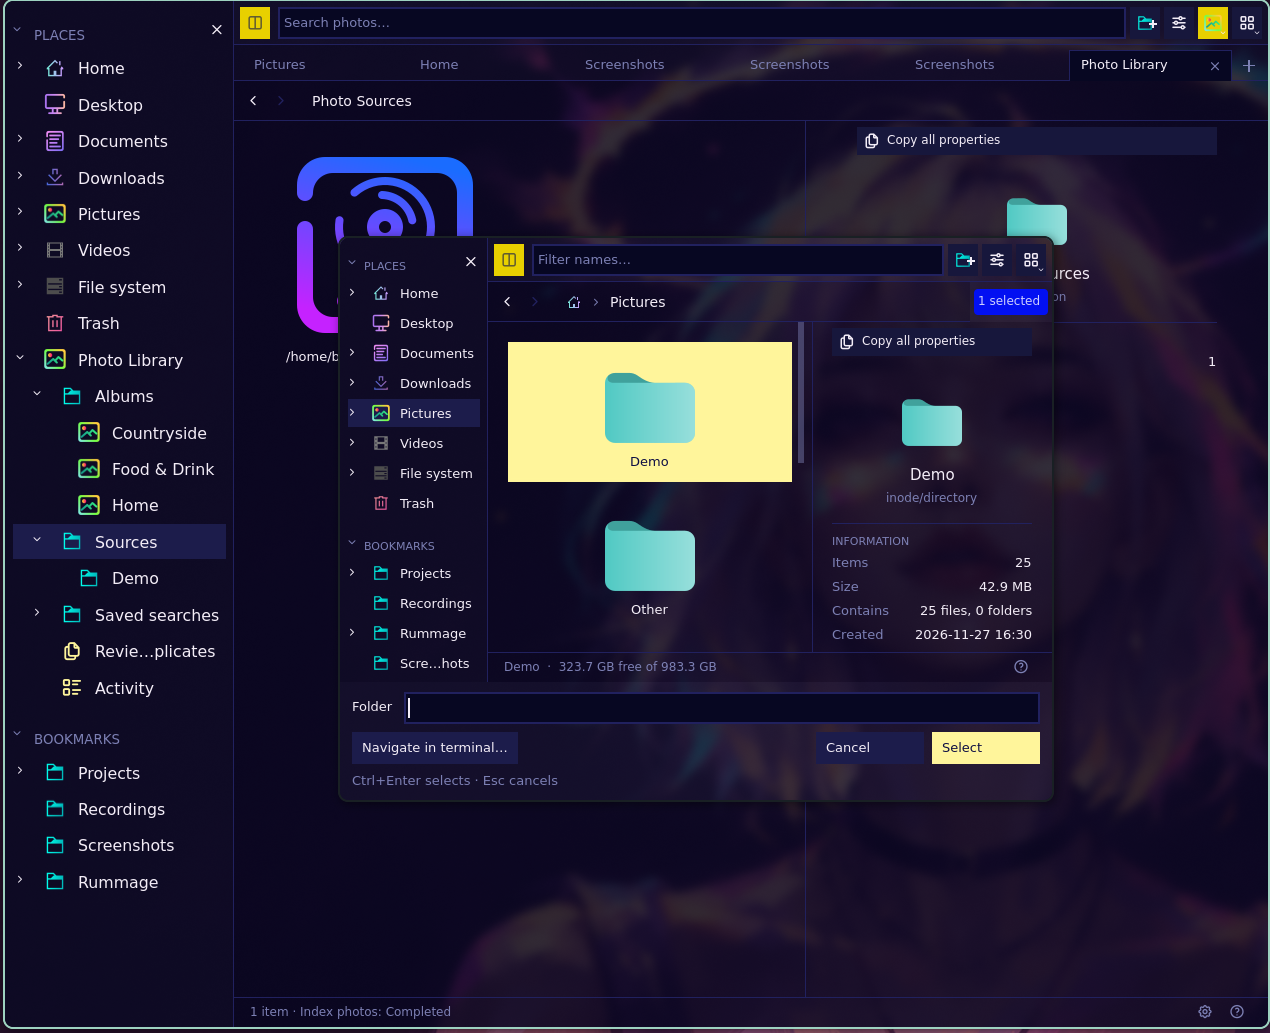 PLACES
Home
Desktop
Documents
Downloads
Pictures
Videos
File system
Trash
Photo Library
Albums
Countryside
Food & Drink
Home
Sources
Demo
Saved searches
Revie…plicates
Activity
BOOKMARKS
Projects
Recordings
Screenshots
Rummage
Search photos…
Pictures
Home
Screenshots
Screenshots
Screenshots
Photo Library
Photo Sources
/home/b
Copy all properties
1
PLACES
Home
Desktop
Documents
Downloads
Pictures
Videos
File system
Trash
BOOKMARKS
Projects
Recordings
Rummage
Scre…hots
Filter names…
Pictures
1 selected
Demo
Other
Copy all properties
Demo
inode/directory
INFORMATION
Items 25
Size 42.9 MB
Contains 25 files, 0 folders
Created 2026-11-27 16:30
Demo · 323.7 GB free of 983.3 GB
Folder
Navigate in terminal…
Cancel
Select
Ctrl+Enter selects · Esc cancels
1 item · Index photos: Completed